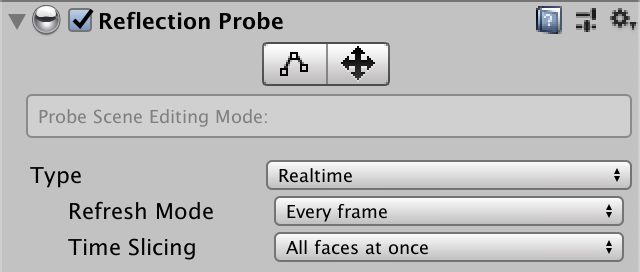 Reflection Probe
Probe Scene Editing Mode:
Type Realtime
Refresh Mode Every frame
Time Slicing All faces at once